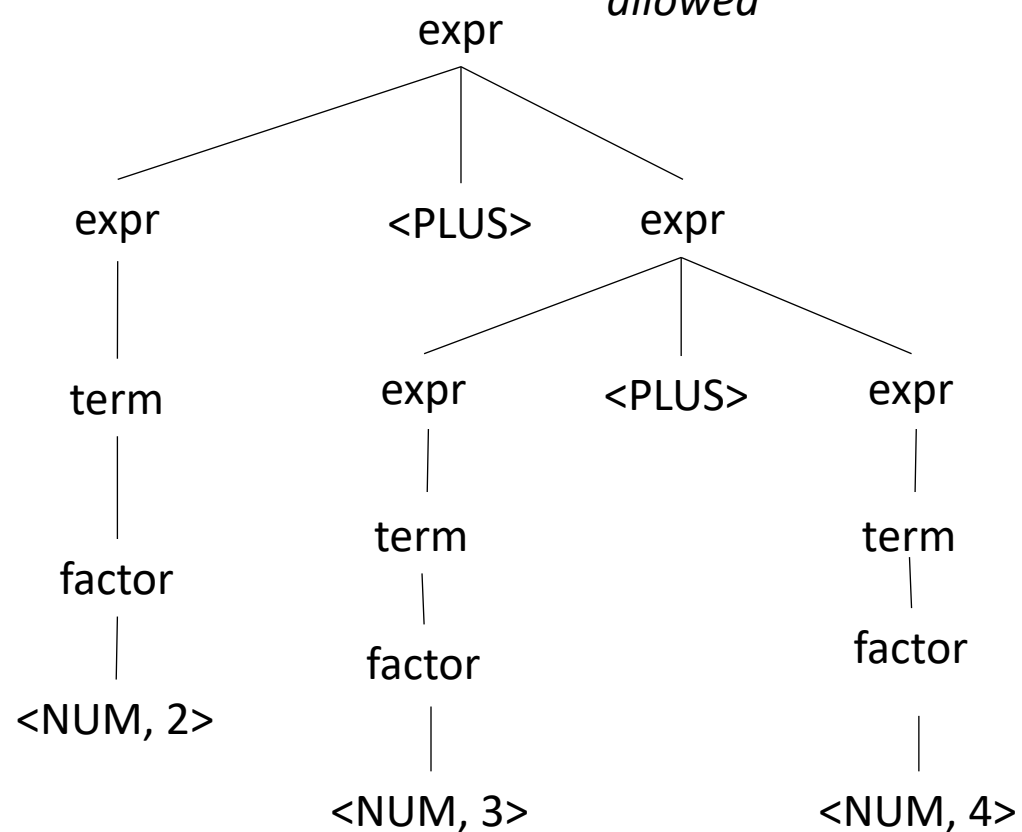 allowed
expr
expr <PLUS> expr
term expr <PLUS> expr
term term
factor
factor factor
<NUM, 2>
<NUM, 3> <NUM, 4>